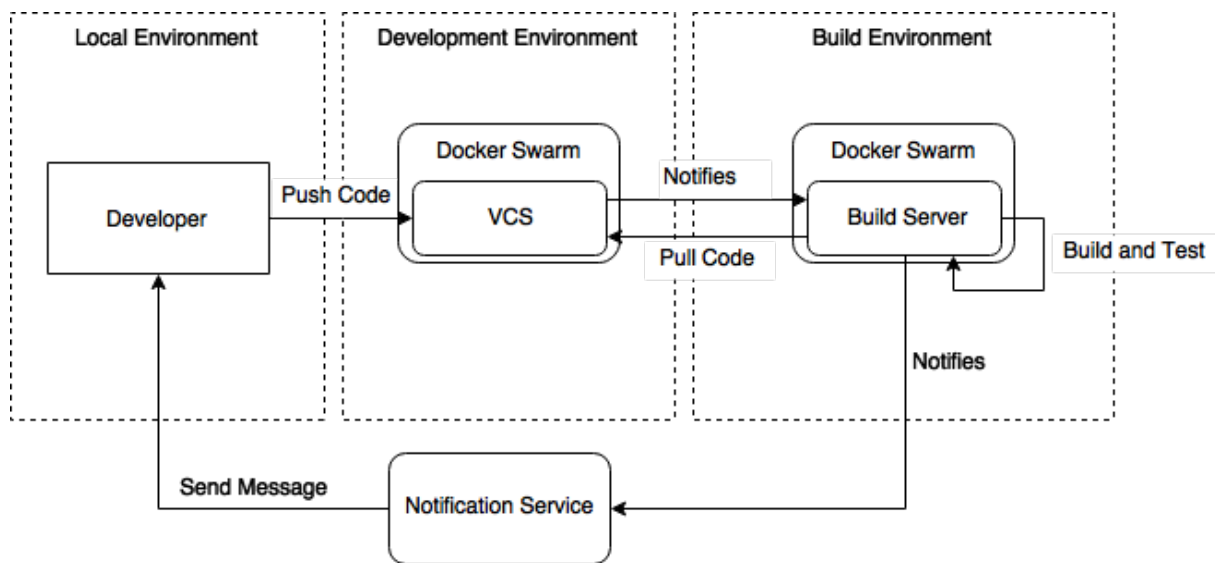 Local Environment
Development Environment
Build Environment
Docker Swarm
Docker Swarm
Push Code
Notifies
Developer
VCS
Build Server
Pull Code
Build and Test
Notifies
Send Message
Notification Service